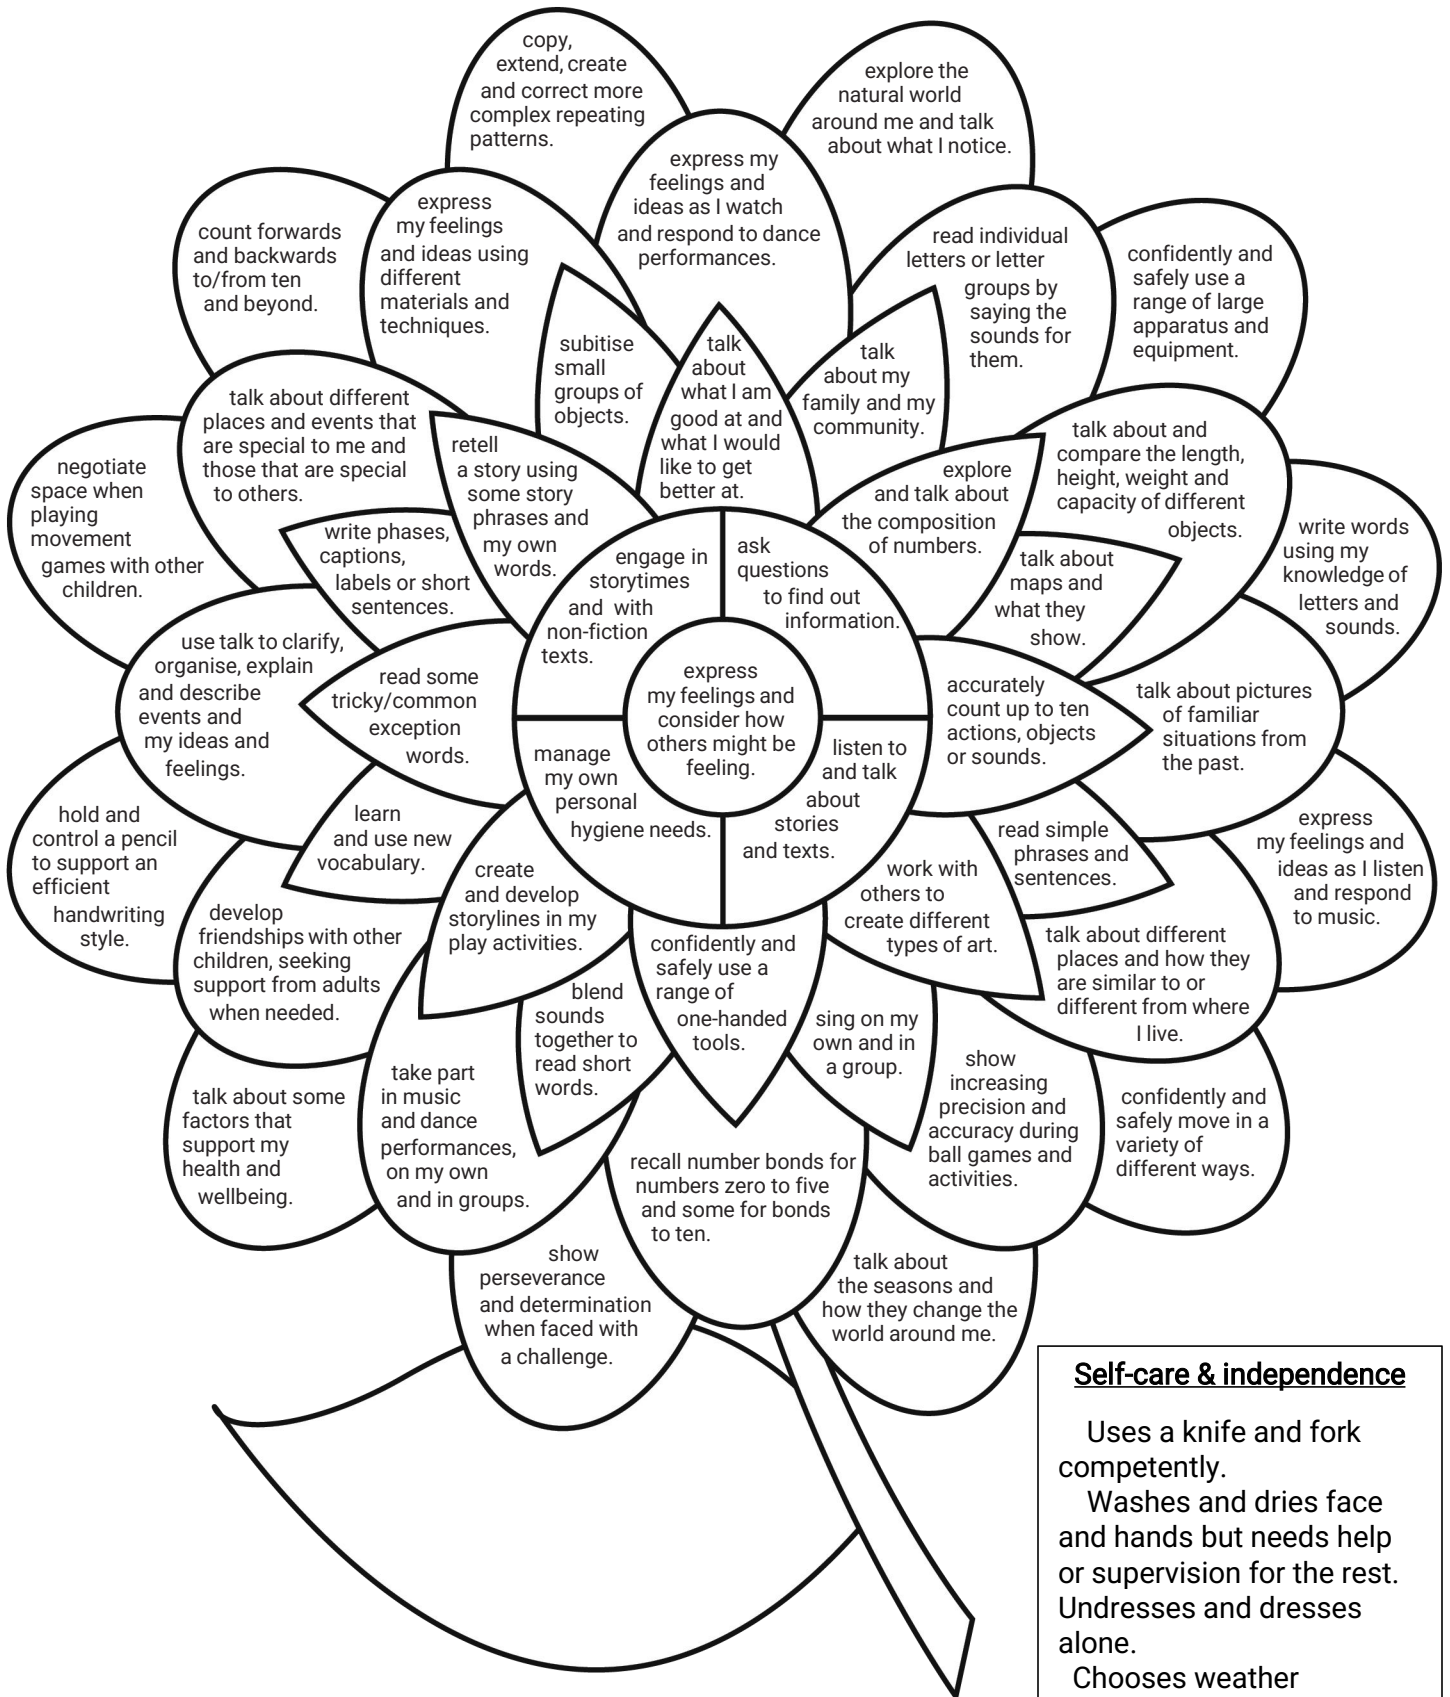 copy,
extend, create
and correct more
complex repeating
patterns.
explore the
natural world
around me and talk
about what I notice.
express my
feelings and
ideas as I watch
and respond to dance
performances.
count forwards
and backwards
to/from ten
and beyond.
express
my feelings
and ideas using
different
materials and
techniques.
read individual
letters or letter
groups by
saying the
sounds for
them.
confidently and
safely use a
range of large
apparatus and
equipment.
subitise
small
groups of
objects.
talk
about
what I am
good at and
what I would
like to get
better at.
talk
about my
family and my
community.
talk about different
places and events that
are special to me and
those that are special
to others.
retell
a story using
some story
phrases and
my own
words.
explore
and talk about
the composition
of numbers.
talk about and
compare the length,
height, weight and
capacity of different
objects.
negotiate
space when
playing
movement
games with other
children.
write phases,
captions,
labels or short
sentences.
engage in
storytimes
and with
non-fiction
texts.
ask
questions
to find out
information.
talk about
maps and
what they
show.
write words
using my
knowledge of
letters and
sounds.
use talk to clarify,
organise, explain
and describe
events and
my ideas and
feelings.
read some
tricky/common
exception
words.
express
my feelings and
consider how
others might be
feeling.
accurately
count up to ten
actions, objects
or sounds.
talk about pictures
of familiar
situations from
the past.
manage
my own
personal
hygiene needs.
listen to
and talk
about
stories
and texts.
hold and
control a pencil
to support an
efficient
handwriting
style.
learn
and use new
vocabulary.
create
and develop
storylines in my
play activities.
work with
others to
create different
types of art.
read simple
phrases and
sentences.
express
my feelings and
ideas as I listen
and respond
to music.
develop
friendships with other
children, seeking
support from adults
when needed.
blend
sounds
together to
read short
words.
confidently and
safely use a
range of
one-handed
tools.
sing on my
own and in
a group.
talk about different
places and how they
are similar to or
different from where
I live.
talk about some
factors that
support my
health and
wellbeing.
take part
in music
and dance
performances,
on my own
and in groups.
recall number bonds for
numbers zero to five
and some for bonds
to ten.
show
increasing
precision and
accuracy during
ball games and
activities.
confidently and
safely move in a
variety of
different ways.
show
perseverance
and determination
when faced with
a challenge.
talk about
the seasons and
how they change the
world around me.
Self-care & independence
Uses a knife and fork
competently.
Washes and dries face
and hands but needs help
or supervision for the rest.
Undresses and dresses
alone.
Chooses weather